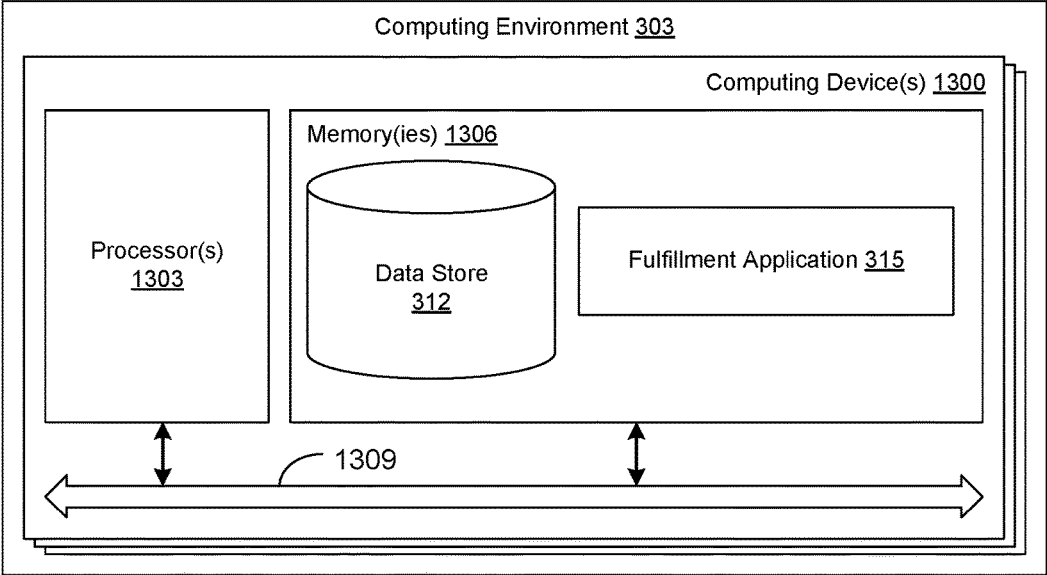 Computing Environment 303
Computing Device(s) 1300
Memory(ies) 1306
Processor(s)
1303
Data Store
312
Fulfillment Application 315
1309